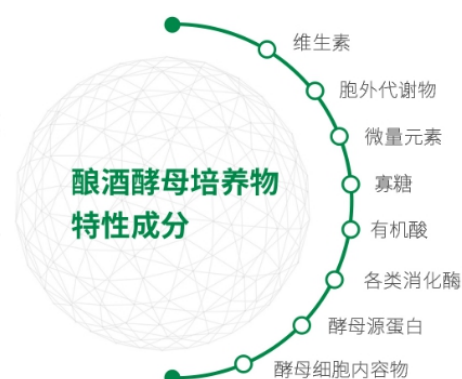 酿酒酵母培养物
特性成分
维生素
胞外代谢物
微量元素
寡糖
有机酸
各类消化酶
酵母源蛋白
酵母细胞内容物